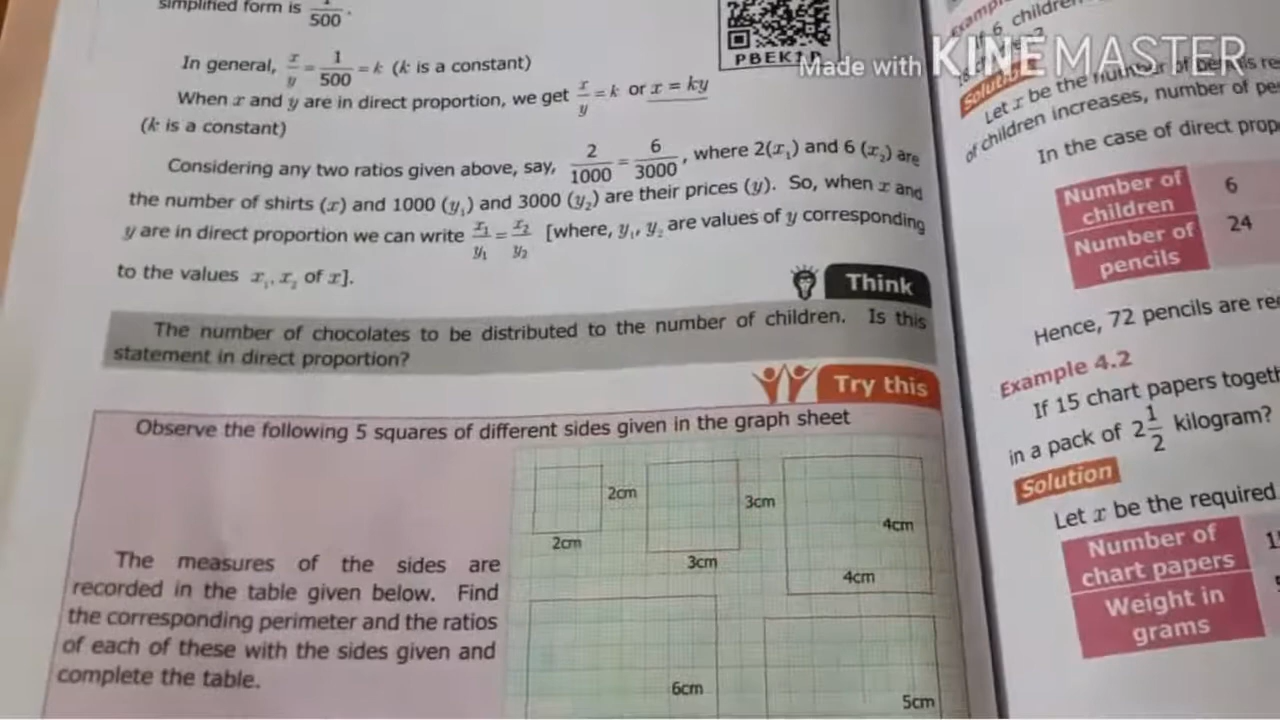 simplified form is 1/500.
In general, x/y = 1/500 = k (k is a constant)
When x and y are in direct proportion, we get x/y = k or x = ky
(k is a constant)
Considering any two ratios given above, say, 2/1000 = 6/3000, where 2(x₁) and 6 (x₂) are
the number of shirts (x) and 1000 (y₁) and 3000 (y₂) are their prices (y). So, when x and
y are in direct proportion we can write x₁/y₁ = x₂/y₂ [where, y₁, y₂ are values of y corresponding
to the values x₁, x₂ of x].
Think
The number of chocolates to be distributed to the number of children. Is this
statement in direct proportion?
Try this
Observe the following 5 squares of different sides given in the graph sheet
2cm
2cm
3cm
3cm
4cm
4cm
The measures of the sides are
recorded in the table given below. Find
the corresponding perimeter and the ratios
of each of these with the sides given and
complete the table.
6cm
5cm
Made with KINEMASTER
If 6 children
Solution
Let x be the number of pencils
of children increases, number of
In the case of direct
Number of
children
6
Number of
pencils
24
Hence, 72 pencils are
Example 4.2
If 15 chart papers
in a pack of 2 1/2 kilogram?
Solution
Let x be the required
Number of
chart papers
Weight in
grams